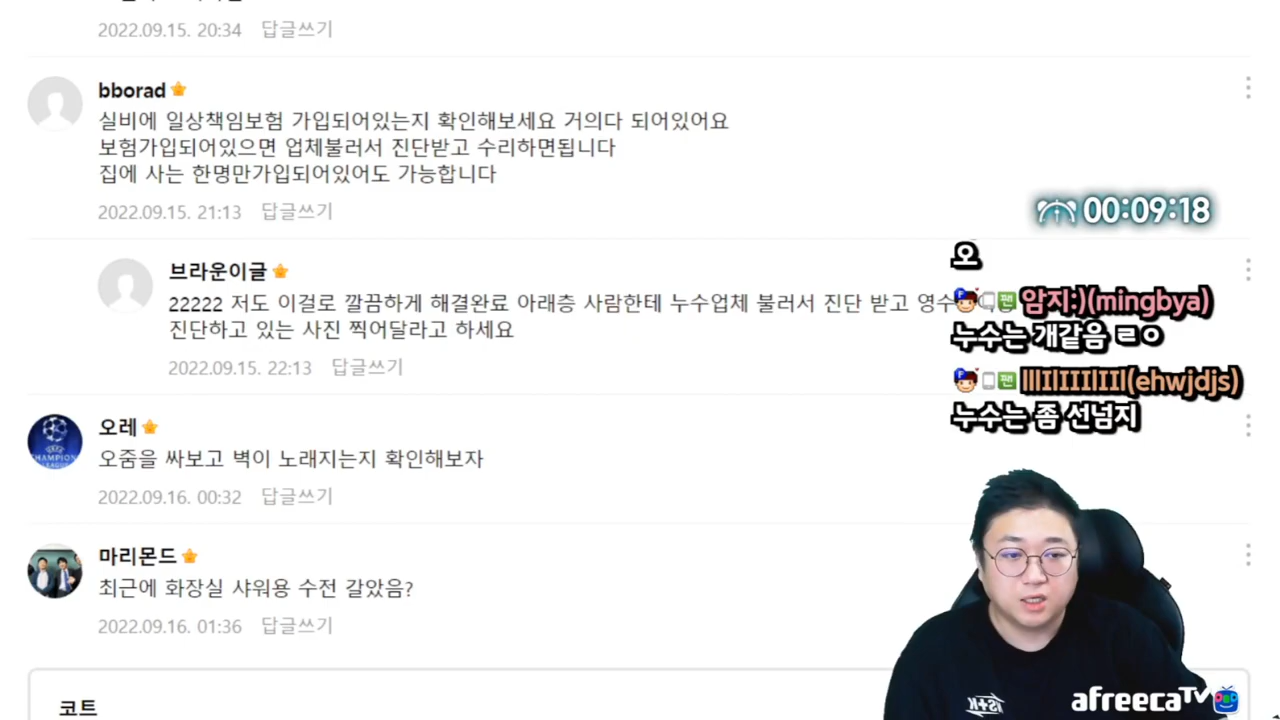 2022.09.15. 20:34 답글쓰기
bborad
실비에 일상책임보험 가입되어있는지 확인해보세요 거의다 되어있어요
보험가입되어있으면 업체불러서 진단받고 수리하면됩니다
집에 사는 한명만가입되어있어도 가능합니다
2022.09.15. 21:13 답글쓰기
브라운이글
22222 저도 이걸로 깔끔하게 해결완료 아래층 사람한테 누수업체 불러서 진단 받고
진단하고 있는 사진 찍어달라고 하세요
2022.09.15. 22:13 답글쓰기
오레
오줌을 싸보고 벽이 노래지는지 확인해보자
2022.09.16. 00:32 답글쓰기
마리몬드
최근에 화장실 샤워용 수전 갈았음?
2022.09.16. 01:36 답글쓰기
코트
00:09:18
오
팬 암지:)(mingbya)
누수는 개같음 ㄹㅇ
팬 (ehwjdjs)
누수는 좀 선넘지
afreecaTV